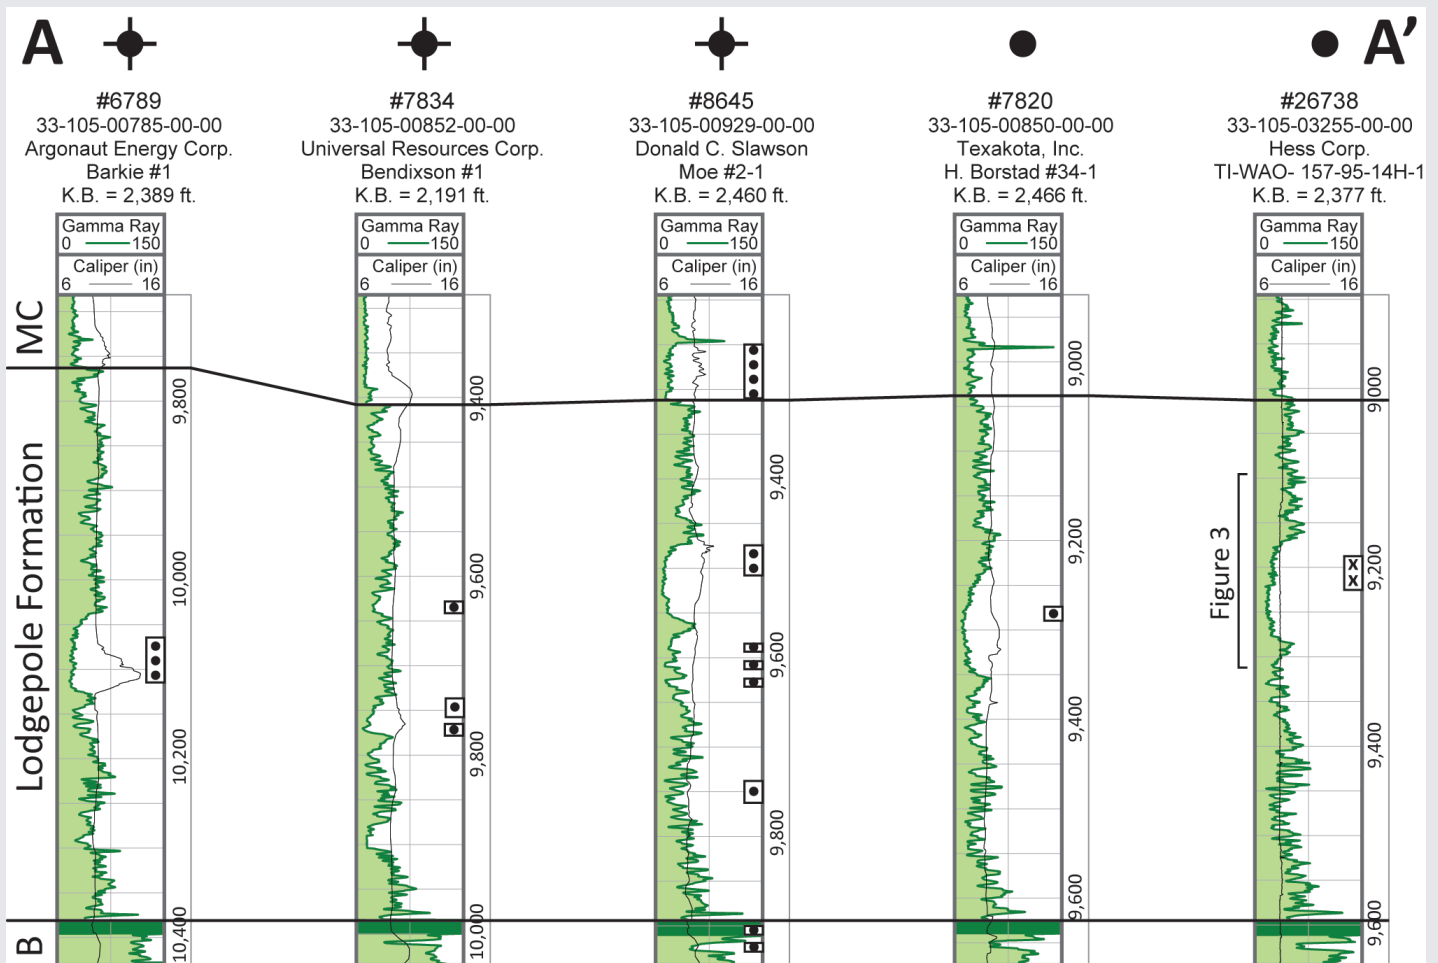 A
A’
#6789
33-105-00785-00-00
Argonaut Energy Corp.
Barkie #1
K.B. = 2,389 ft.
#7834
33-105-00852-00-00
Universal Resources Corp.
Bendixson #1
K.B. = 2,191 ft.
#8645
33-105-00929-00-00
Donald C. Slawson
Moe #2-1
K.B. = 2,460 ft.
#7820
33-105-00850-00-00
Texakota, Inc.
H. Borstad #34-1
K.B. = 2,466 ft.
#26738
33-105-03255-00-00
Hess Corp.
TI-WAO- 157-95-14H-1
K.B. = 2,377 ft.
Gamma Ray
0 150
Caliper (in)
6 16
Gamma Ray
0 150
Caliper (in)
6 16
Gamma Ray
0 150
Caliper (in)
6 16
Gamma Ray
0 150
Caliper (in)
6 16
Gamma Ray
0 150
Caliper (in)
6 16
MC
Lodgepole Formation
B
9,800
10,000
10,200
10,400
9,400
9,600
9,800
10,000
9,400
9,600
9,800
9,000
9,200
9,400
9,600
Figure 3
x
x
9,000
9,200
9,400
9,600